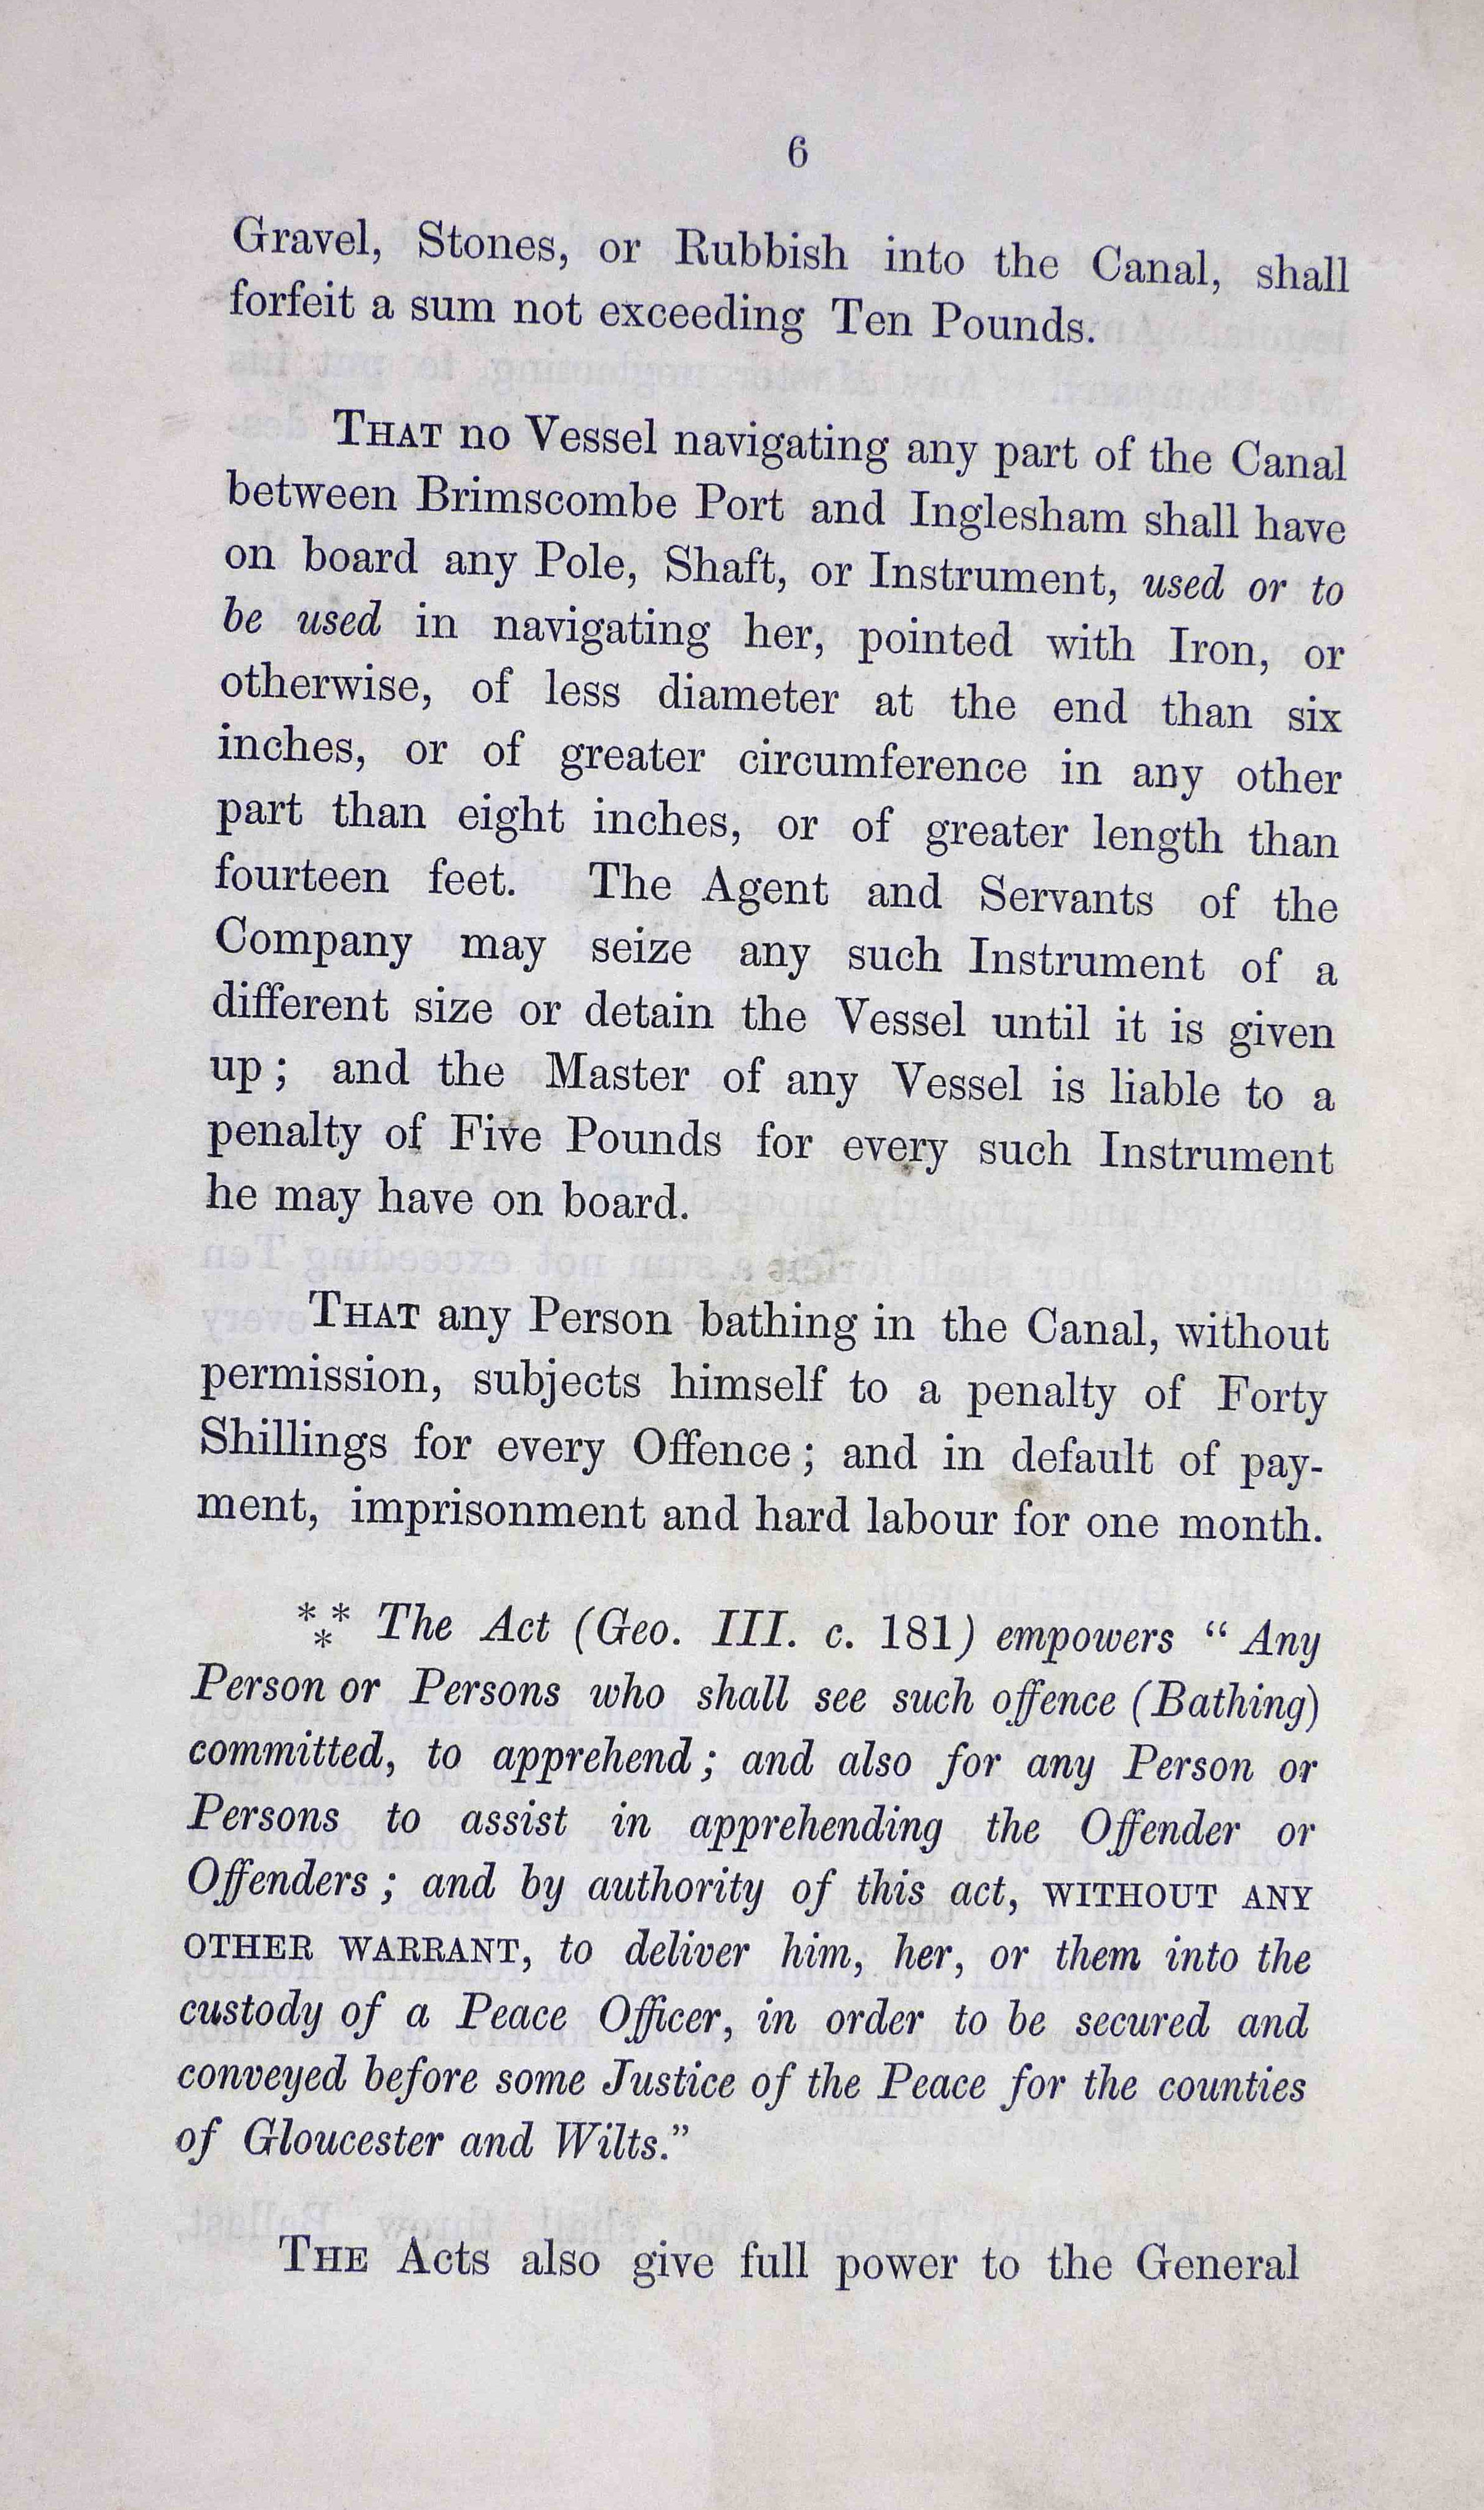 6
Gravel, Stones, or Rubbish into the Canal, shall
forfeit a sum not exceeding Ten Pounds.
THAT no Vessel navigating any part of the Canal
between Brimscombe Port and Inglesham shall have
on board any Pole, Shaft, or Instrument, used or to
be used in navigating her, pointed with Iron, or
otherwise, of less diameter at the end than six
inches, or of greater circumference in any other
part than eight inches, or of greater length than
fourteen feet. The Agent and Servants of the
Company may seize any such Instrument of a
different size or detain the Vessel until it is given
up; and the Master of any Vessel is liable to a
penalty of Five Pounds for every such Instrument
he may have on board.
THAT any Person bathing in the Canal, without
permission, subjects himself to a penalty of Forty
Shillings for every Offence; and in default of pay-
ment, imprisonment and hard labour for one month.
*** The Act (Geo. III. c. 181) empowers “Any
Person or Persons who shall see such offence (Bathing)
committed, to apprehend; and also for any Person or
Persons to assist in apprehending the Offender or
Offenders; and by authority of this act, WITHOUT ANY
OTHER WARRANT, to deliver him, her, or them into the
custody of a Peace Officer, in order to be secured and
conveyed before some Justice of the Peace for the counties
of Gloucester and Wilts.”
THE Acts also give full power to the General